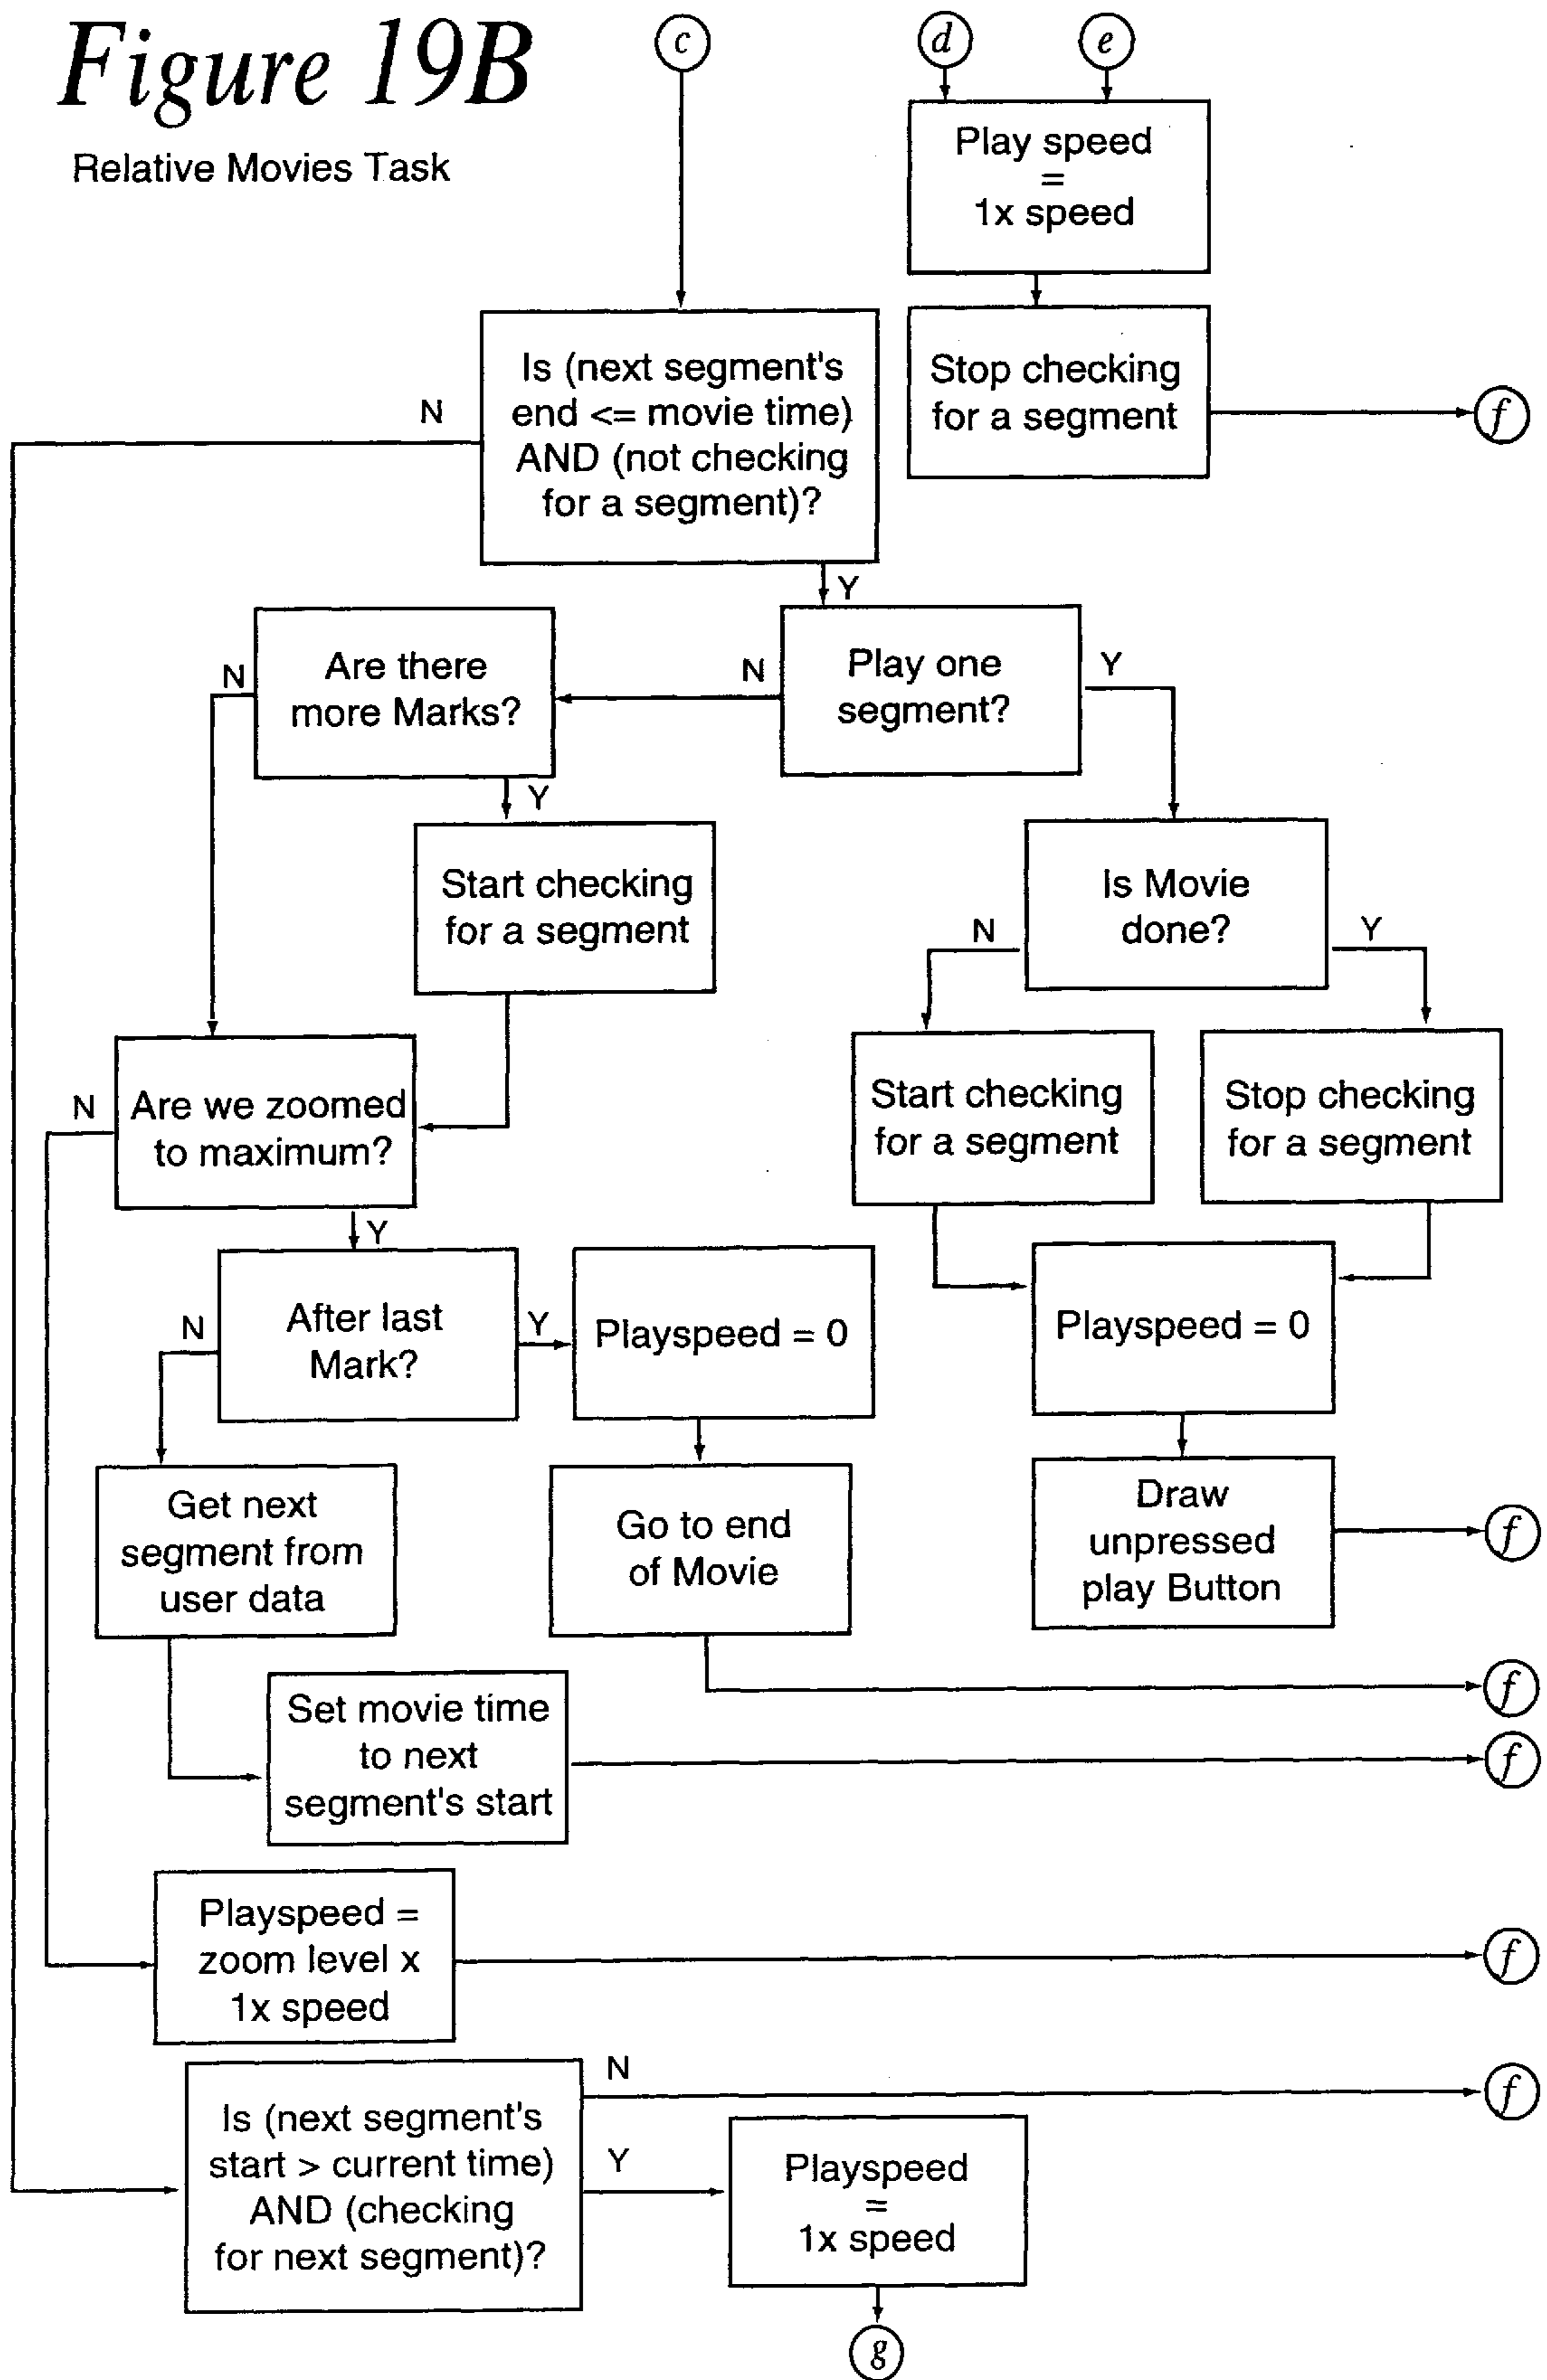 Figure 19B
Relative Movies Task
c
d
e
Play speed
=
1x speed
Is (next segment's
end <= movie time)
AND (not checking
for a segment)?
N
Y
Stop checking
for a segment
f
Are there
more Marks?
N
Y
Play one
segment?
N
Y
Start checking
for a segment
Is Movie
done?
N
Y
Are we zoomed
to maximum?
N
Y
Start checking
for a segment
Stop checking
for a segment
After last
Mark?
N
Y
Playspeed = 0
Playspeed = 0
Get next
segment from
user data
Go to end
of Movie
Draw
unpressed
play Button
f
f
Set movie time
to next
segment's start
f
Playspeed =
zoom level x
1x speed
f
Is (next segment's
start > current time)
AND (checking
for next segment)?
N
f
Y
Playspeed
=
1x speed
g